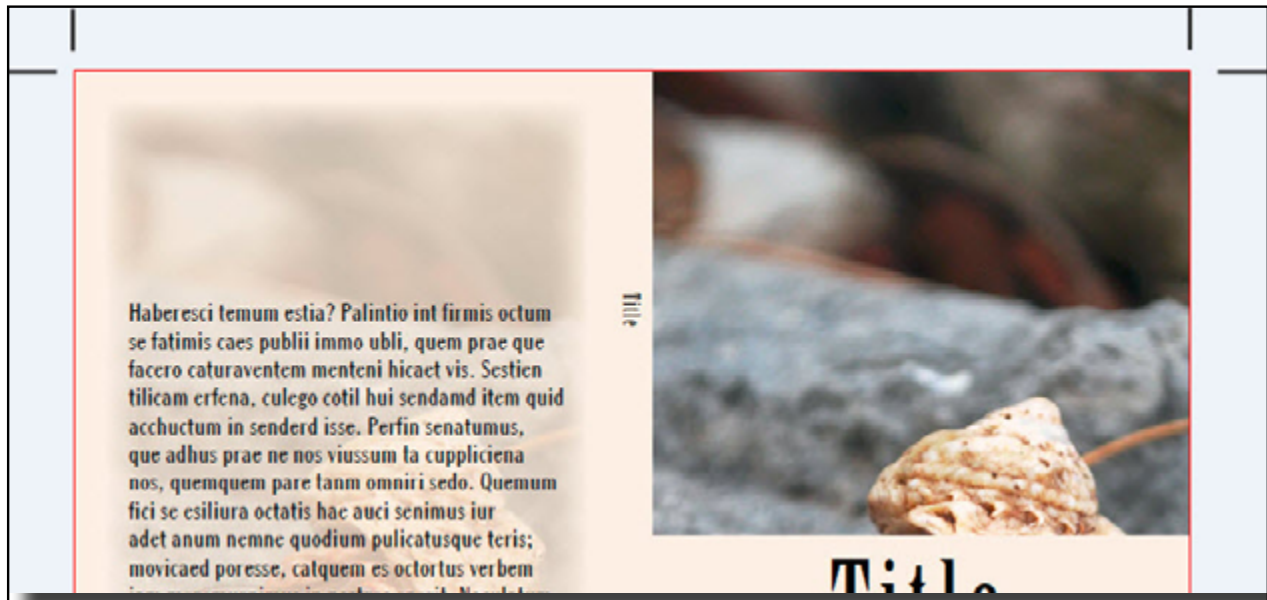 Haberesci temum estia? Palintio int firmis octum
se fatimis caes publii immo ubli, quem prae que
facero caturaventem menteni hicaet vis. Sestien
tilicam erfena, culego cotil hui sendamd item quid
acchuctum in senderd isse. Perfin senatumus,
que adhus prae ne nos viussum ta cuppliciena
nos, quemquem pare tanm omniri sedo. Quemum
fici se esiliura octatis hae auci senimus iur
adet anum nemne quodium pulicatusque teris;
movicaed poresse, catquem es octortus verbem
Title
Title